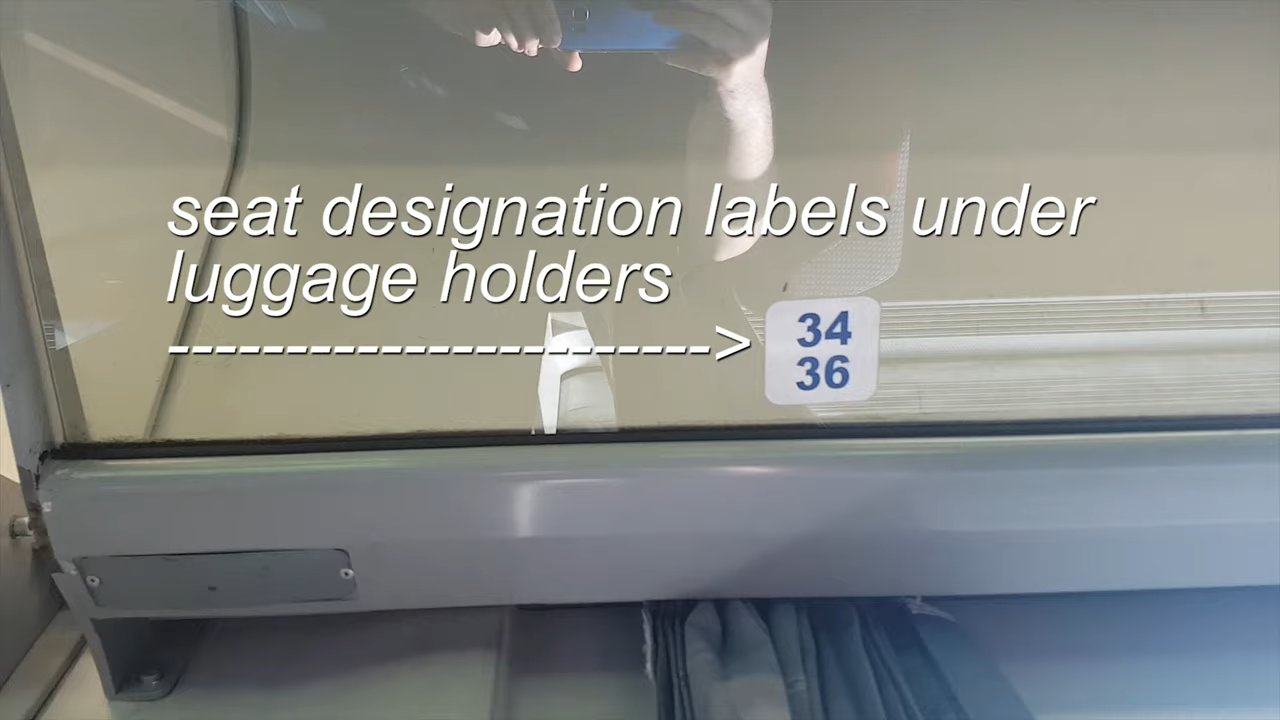 seat designation labels under
luggage holders
----------------------->
34
36